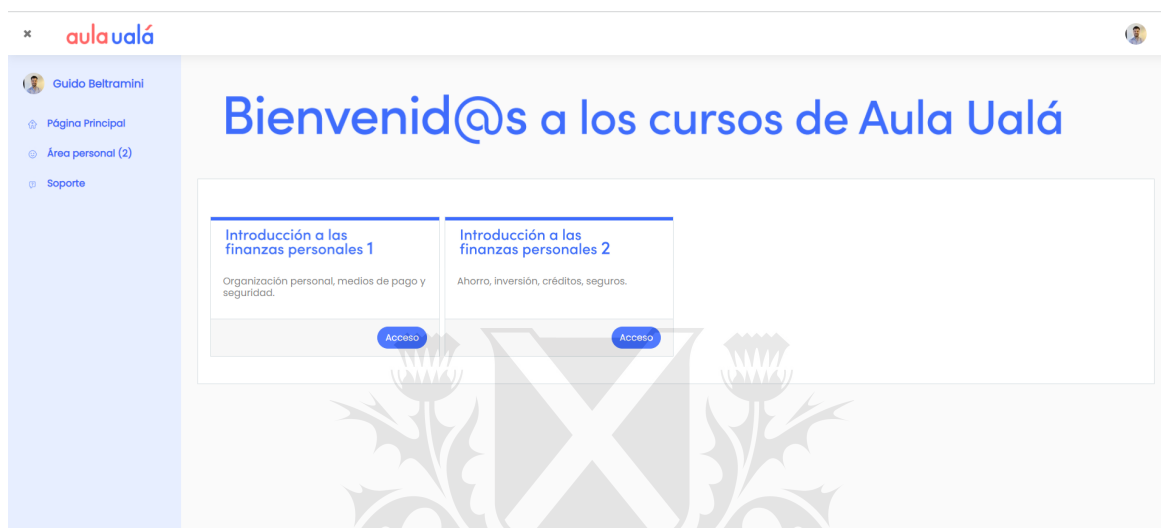 × aula ualá
Guido Beltramini
Página Principal
Área personal (2)
Soporte
Bienvenid@s a los cursos de Aula Ualá
Introducción a las
finanzas personales 1
Organización personal, medios de pago y
seguridad.
Acceso
Introducción a las
finanzas personales 2
Ahorro, inversión, créditos, seguros.
Acceso